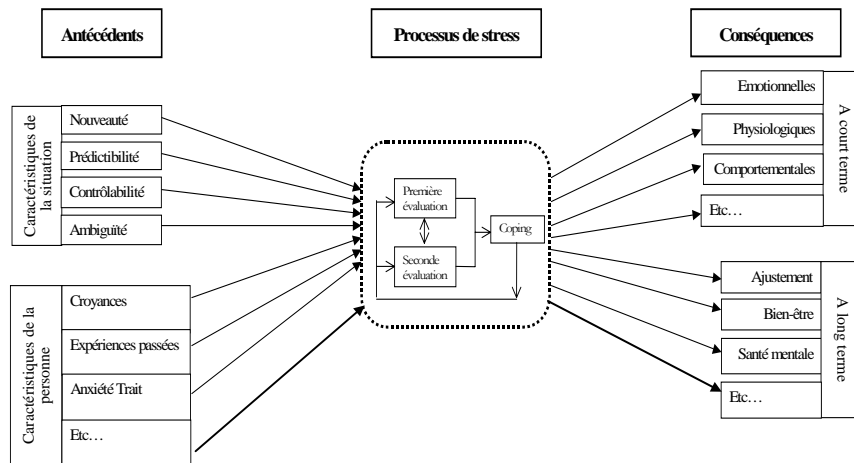 Antécédents
Processus de stress
Conséquences
Caractéristiques de
la situation
Nouveauté
Prédictibilité
Contrôlabilité
Ambiguïté
Caractéristiques de la
personne
Croyances
Expériences passées
Anxiété Trait
Etc…
Première
évaluation
Seconde
évaluation
Coping
Emotionnelles
Physiologiques
Comportementales
Etc…
A court terme
Ajustement
Bien-être
Santé mentale
Etc…
A long terme